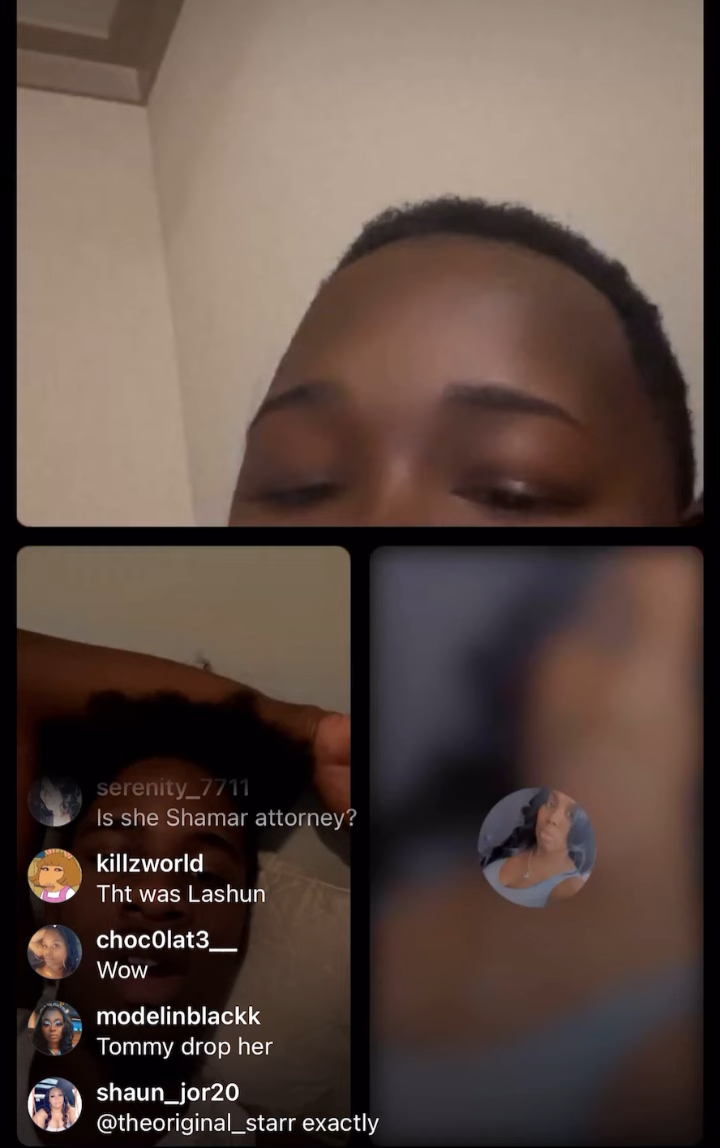 serenity_7711
Is she Shamar attorney?
killzworld
Tht was Lashun
choc0lat3__
Wow
modelinblackk
Tommy drop her
shaun_jor20
@theoriginal_starr exactly